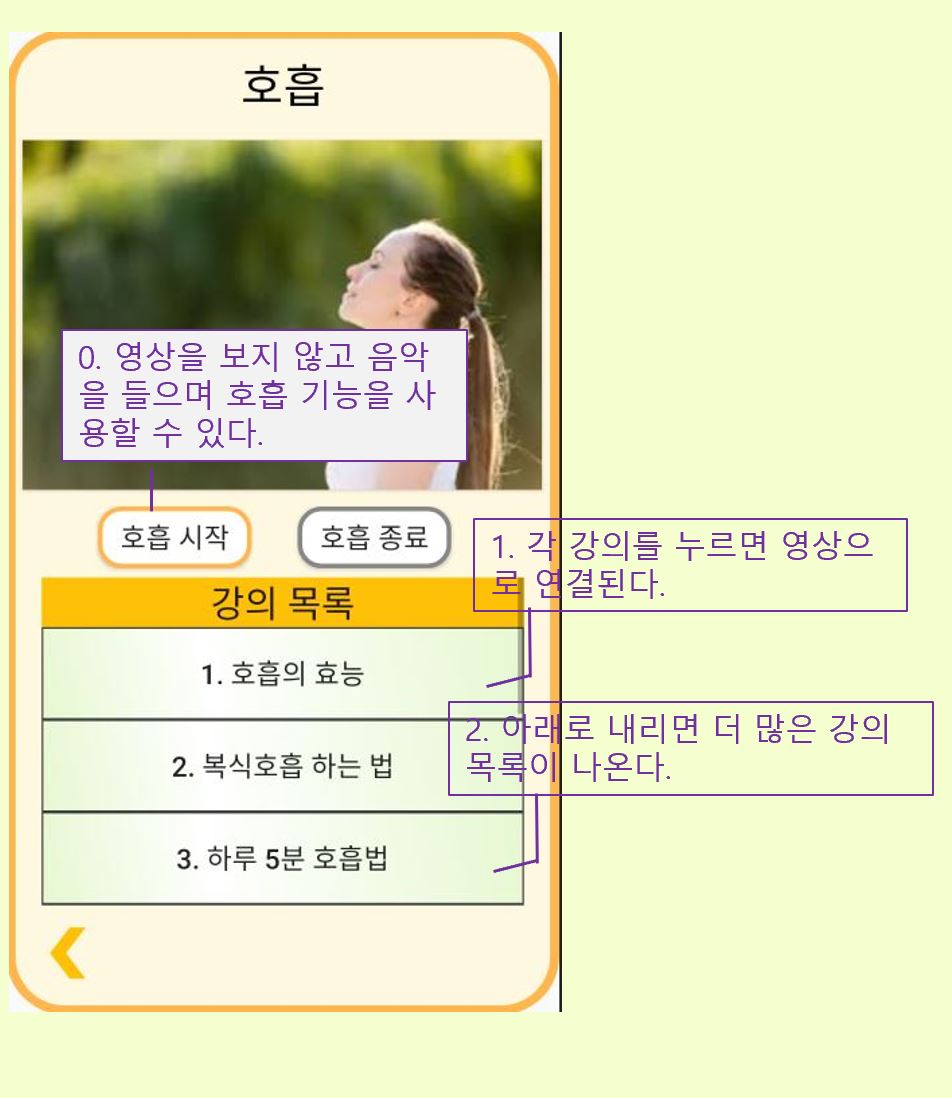 호흡
0. 영상을 보지 않고 음악
을 들으며 호흡 기능을 사
용할 수 있다.
호흡 시작
호흡 종료
1. 각 강의를 누르면 영상으
로 연결된다.
강의 목록
1. 호흡의 효능
2. 아래로 내리면 더 많은 강의
목록이 나온다.
2. 복식호흡 하는 법
3. 하루 5분 호흡법